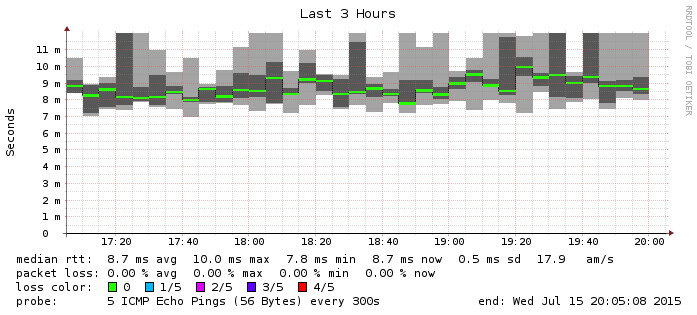 Last 3 Hours
RRDTOOL / TOBI OETIKER
Seconds
11 m
10 m
9 m
8 m
7 m
6 m
5 m
4 m
3 m
2 m
1 m
0
17:20 17:40 18:00 18:20 18:40 19:00 19:20 19:40 20:00
median rtt: 8.7 ms avg 10.0 ms max 7.8 ms min 8.7 ms now 0.5 ms sd 17.9 am/s
packet loss: 0.00 % avg 0.00 % max 0.00 % min 0.00 % now
loss color: 0 1/5 2/5 3/5 4/5
probe: 5 ICMP Echo Pings (56 Bytes) every 300s end: Wed Jul 15 20:05:08 2015